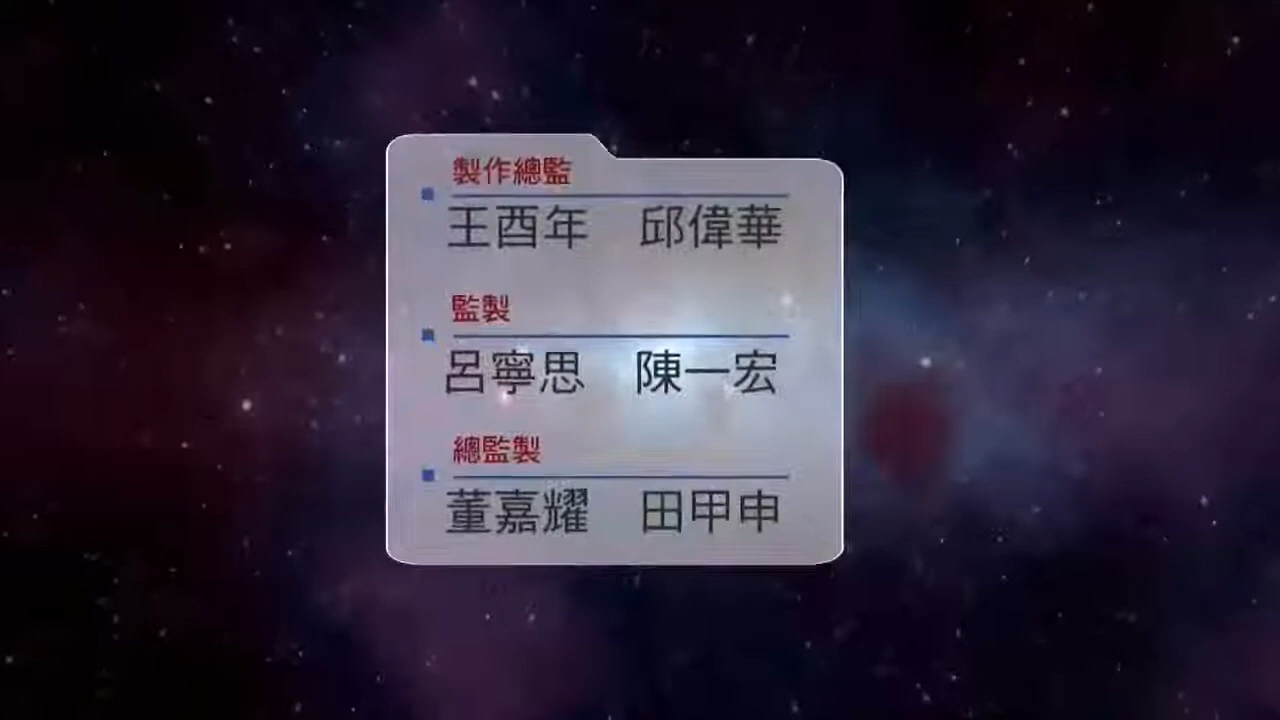 製作總監
王酉年　邱偉華
監製
呂寧思　陳一宏
總監製
董嘉耀　田甲申